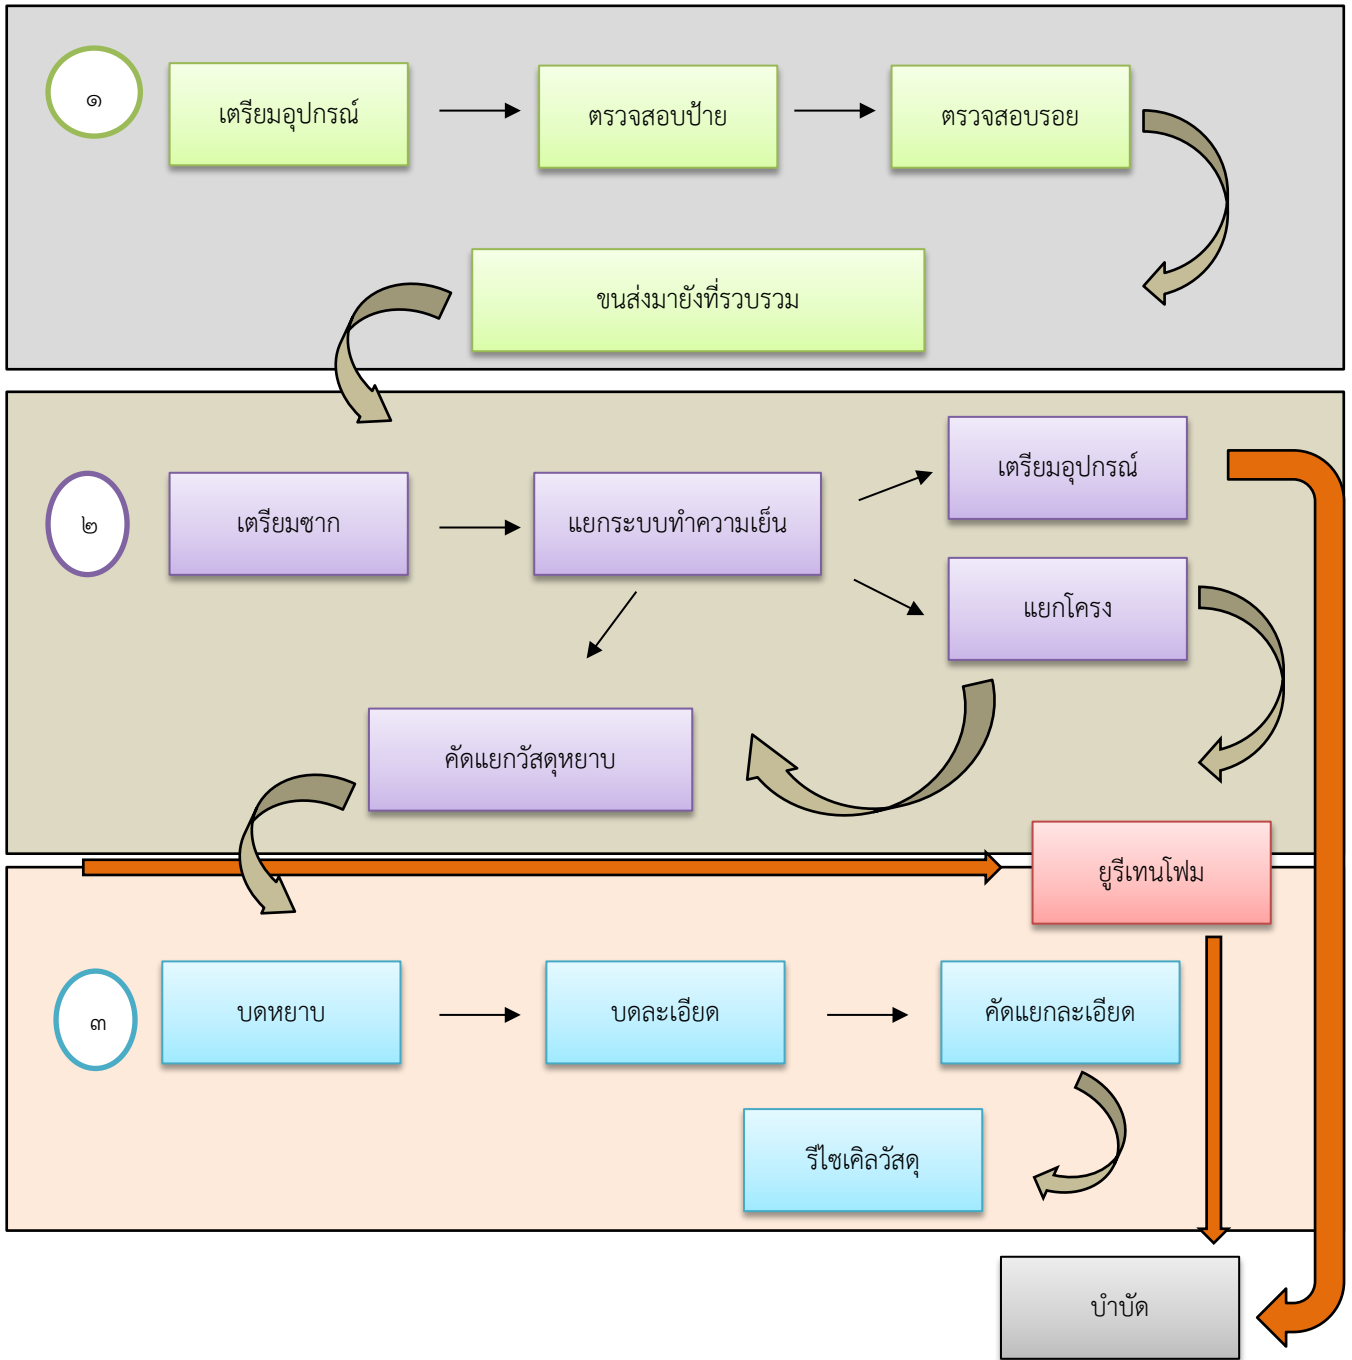 ๑
เตรียมอุปกรณ์
ตรวจสอบป้าย
ตรวจสอบรอย
ขนส่งมายังที่รวบรวม
๒
เตรียมซาก
แยกระบบทำความเย็น
เตรียมอุปกรณ์
แยกโครง
คัดแยกวัสดุหยาบ
ยูรีเทนโฟม
๓
บดหยาบ
บดละเอียด
คัดแยกละเอียด
รีไซเคิลวัสดุ
บำบัด